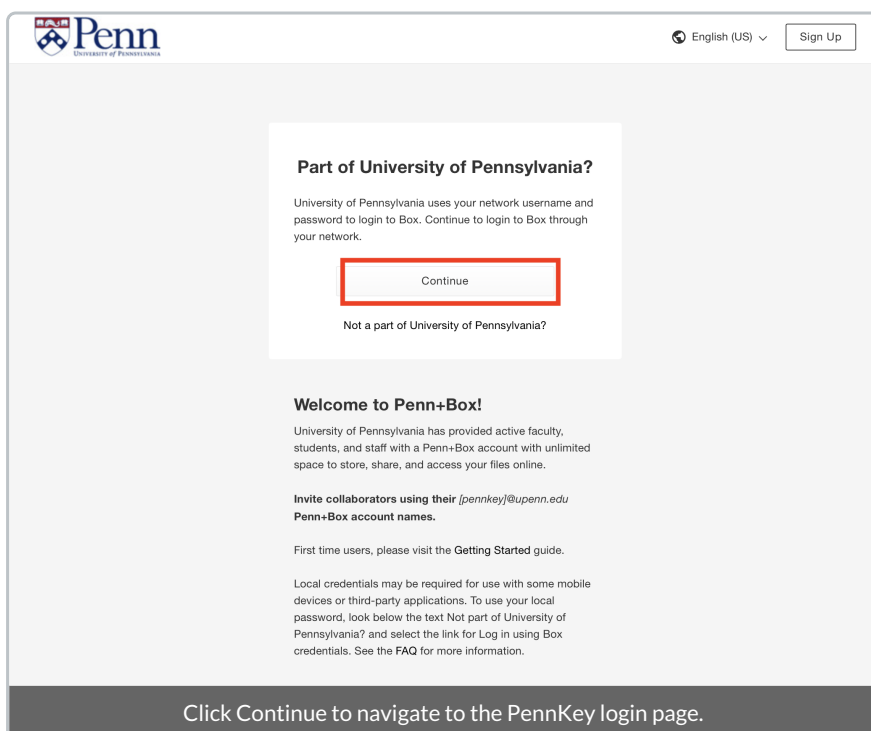 Penn
UNIVERSITY of PENNSYLVANIA
English (US)
Sign Up
Part of University of Pennsylvania?
University of Pennsylvania uses your network username and
password to login to Box. Continue to login to Box through
your network.
Continue
Not a part of University of Pennsylvania?
Welcome to Penn+Box!
University of Pennsylvania has provided active faculty,
students, and staff with a Penn+Box account with unlimited
space to store, share, and access your files online.
Invite collaborators using their [pennkey]@upenn.edu
Penn+Box account names.
First time users, please visit the Getting Started guide.
Local credentials may be required for use with some mobile
devices or third-party applications. To use your local
password, look below the text Not part of University of
Pennsylvania? and select the link for Log in using Box
credentials. See the FAQ for more information.
Click Continue to navigate to the PennKey login page.